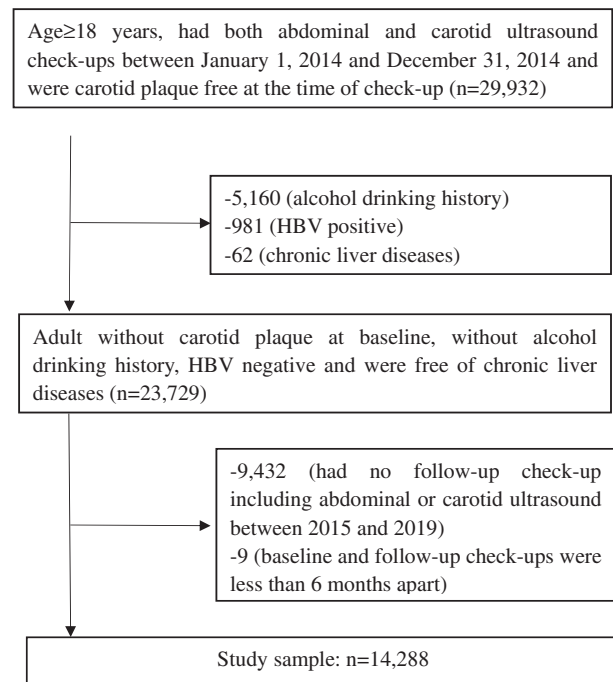 Age≥18 years, had both abdominal and carotid ultrasound
check-ups between January 1, 2014 and December 31, 2014 and
were carotid plaque free at the time of check-up (n=29,932)
-5,160 (alcohol drinking history)
-981 (HBV positive)
-62 (chronic liver diseases)
Adult without carotid plaque at baseline, without alcohol
drinking history, HBV negative and were free of chronic liver
diseases (n=23,729)
-9,432 (had no follow-up check-up
including abdominal or carotid ultrasound
between 2015 and 2019)
-9 (baseline and follow-up check-ups were
less than 6 months apart)
Study sample: n=14,288